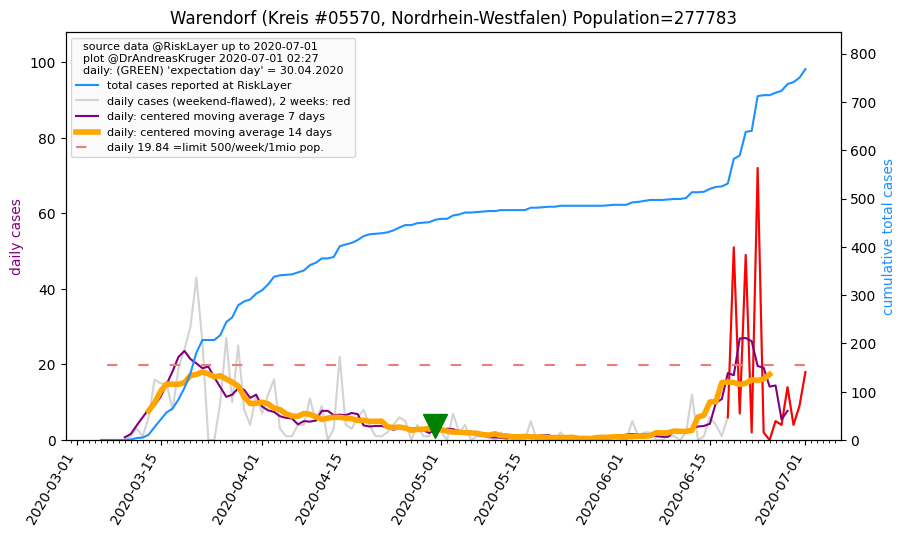 Warendorf (Kreis #05570, Nordrhein-Westfalen) Population=277783
source data @RiskLayer up to 2020-07-01
plot @DrAndreasKruger 2020-07-01 02:27
daily: (GREEN) 'expectation day' = 30.04.2020
total cases reported at RiskLayer
daily cases (weekend-flawed), 2 weeks: red
daily: centered moving average 7 days
daily: centered moving average 14 days
daily 19.84 =limit 500/week/1mio pop.
daily cases
100
80
60
40
20
0
cumulative total cases
800
700
600
500
400
300
200
100
0
2020-03-01
2020-03-15
2020-04-01
2020-04-15
2020-05-01
2020-05-15
2020-06-01
2020-06-15
2020-07-01